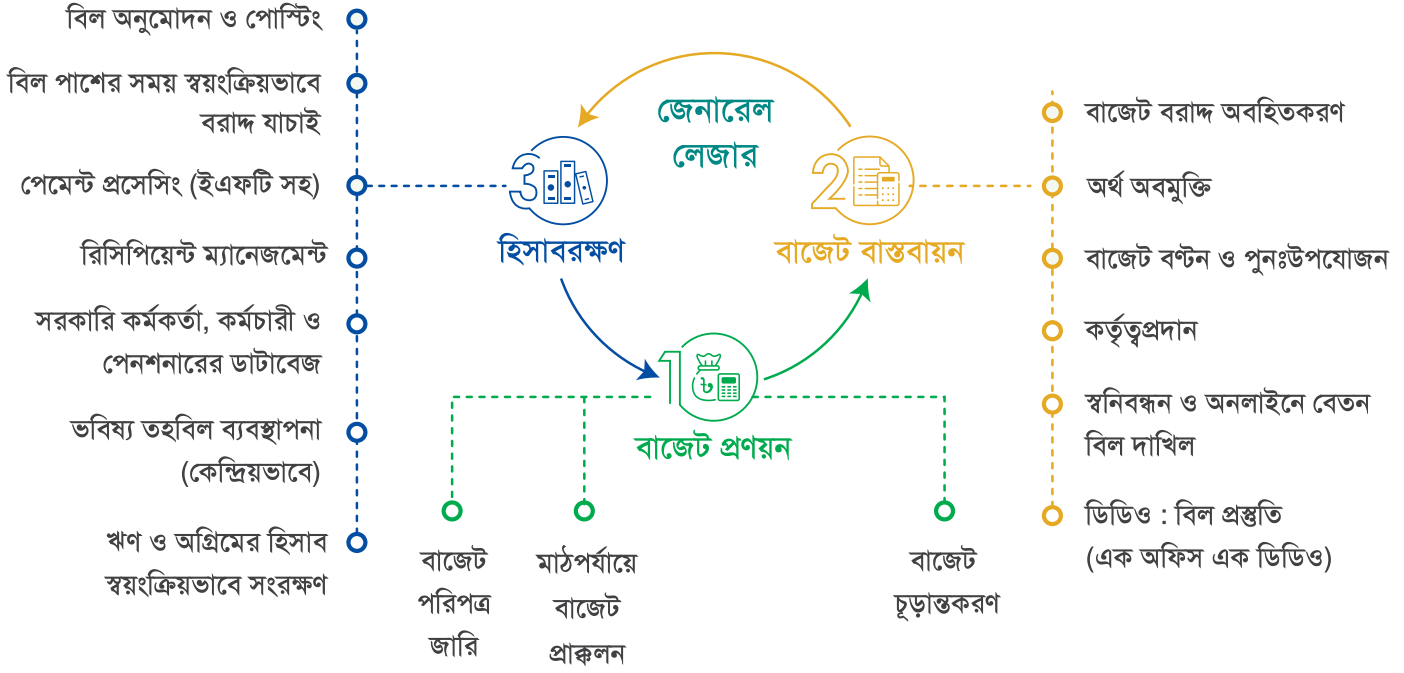 বিল অনুমোদন ও পোস্টিং
বিল পাশের সময় স্বয়ংক্রিয়ভাবে
বরাদ্দ যাচাই
পেমেন্ট প্রসেসিং (ইএফটি সহ)
রিসিপিয়েন্ট ম্যানেজমেন্ট
সরকারি কর্মকর্তা, কর্মচারী ও
পেনশনারের ডাটাবেজ
ভবিষ্য তহবিল ব্যবস্থাপনা
(কেন্দ্রিয়ভাবে)
ঋণ ও অগ্রিমের হিসাব
স্বয়ংক্রিয়ভাবে সংরক্ষণ
জেনারেল
লেজার
3
হিসাবরক্ষণ
2
বাজেট বাস্তবায়ন
1
৳
বাজেট প্রণয়ন
বাজেট
পরিপত্র
জারি
মাঠপর্যায়ে
বাজেট
প্রাক্কলন
বাজেট
চূড়ান্তকরণ
বাজেট বরাদ্দ অবহিতকরণ
অর্থ অবমুক্তি
বাজেট বণ্টন ও পুনঃউপযোজন
কর্তৃত্বপ্রদান
স্বনিবন্ধন ও অনলাইনে বেতন
বিল দাখিল
ডিডিও : বিল প্রস্তুতি
(এক অফিস এক ডিডিও)